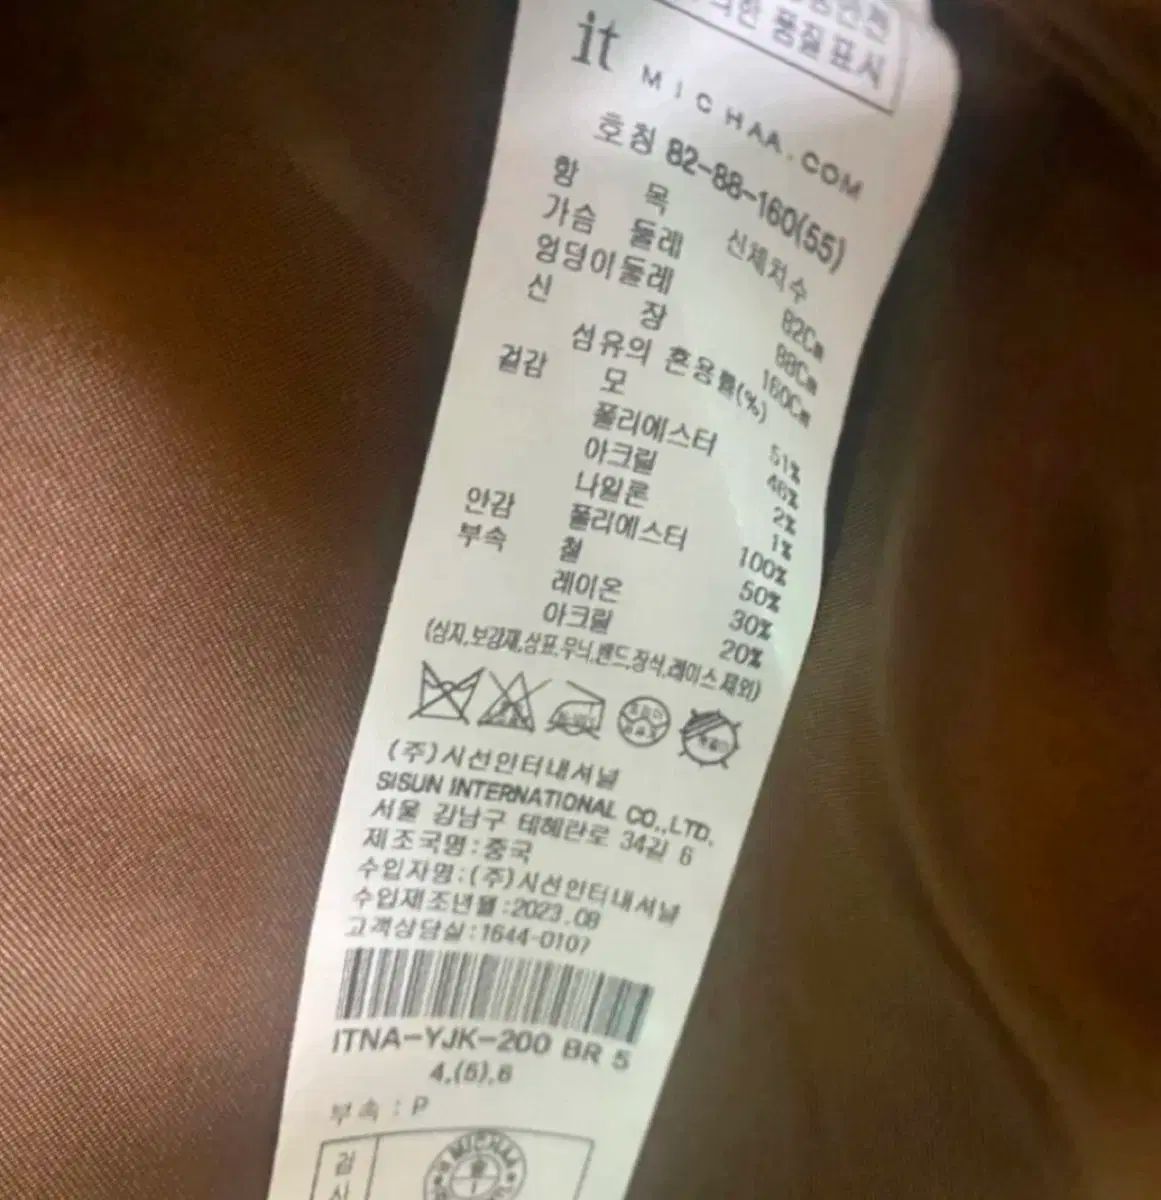 품질표시
it MICHAA.COM
호칭 82-88-160(55)
항 목 신체치수
가슴 둘레 82Cm
엉덩이둘레 88Cm
신 장 160Cm
섬유의 혼용률(%)
겉감 모 51%
폴리에스터 46%
아크릴 2%
나일론 1%
안감 폴리에스터 100%
부속 철 50%
레이온 30%
아크릴 20%
(심지,보강재,상표,무늬,밴드,장식,레이스 제외)
(주)시선인터내셔널
SISUN INTERNATIONAL CO.,LTD.
서울 강남구 테헤란로 34길 6
제조국명:중국
수입자명:(주)시선인터내셔널
수입제조년월:2023.08
고객상담실:1644-0107
ITNA-YJK-200 BR 5
4,(5),6
부속 : P
검
MICHAA